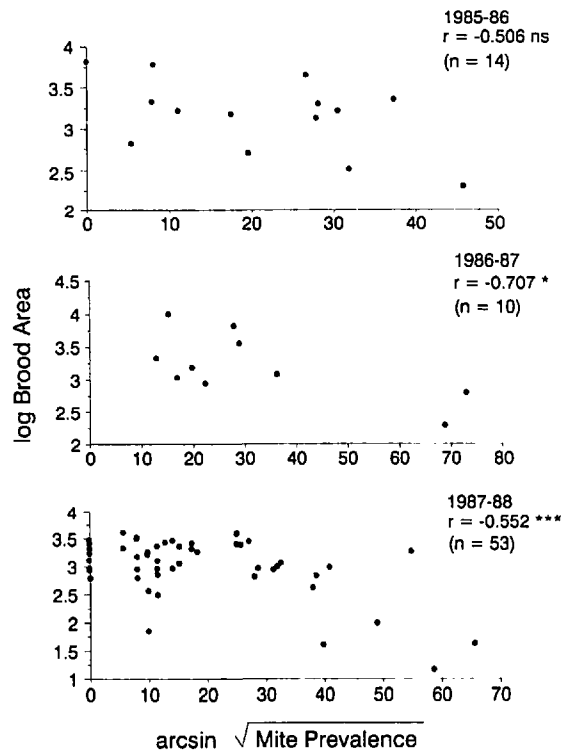 1985-86
r = -0.506 ns
(n = 14)
4
3.5
3
2.5
2
0 10 20 30 40 50
1986-87
r = -0.707 *
(n = 10)
4.5
4
3.5
3
2.5
2
0 10 20 30 40 50 60 70 80
log Brood Area
1987-88
r = -0.552 ***
(n = 53)
4
3.5
3
2.5
2
1.5
1
0 10 20 30 40 50 60 70
arcsin √Mite Prevalence